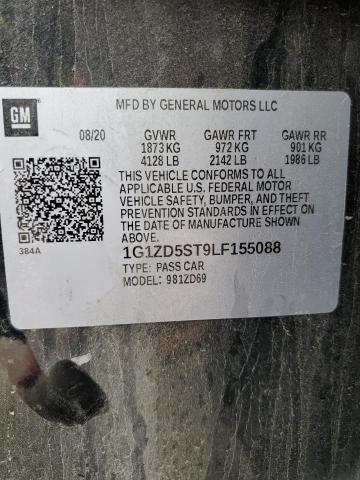 MFD BY GENERAL MOTORS LLC
GM
08/20 GVWR GAWR FRT GAWR RR
1873 KG 972 KG 901 KG
4128 LB 2142 LB 1986 LB
THIS VEHICLE CONFORMS TO ALL
APPLICABLE U.S. FEDERAL MOTOR
VEHICLE SAFETY, BUMPER, AND THEFT
PREVENTION STANDARDS IN EFFECT ON
THE DATE OF MANUFACTURE SHOWN
ABOVE.
384A
1G1ZD5ST9LF155088
TYPE: PASS CAR
MODEL: 981ZD69